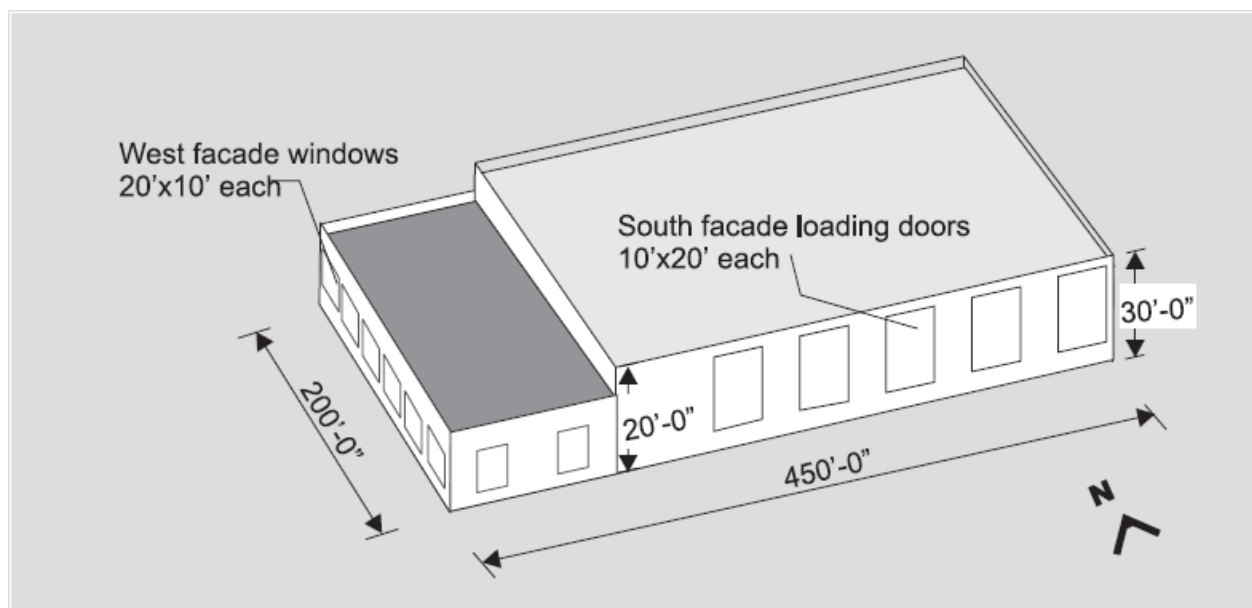 West facade windows
20’x10’ each
South facade loading doors
10’x20’ each
30’-0”
20’-0”
200’-0”
450’-0”
N